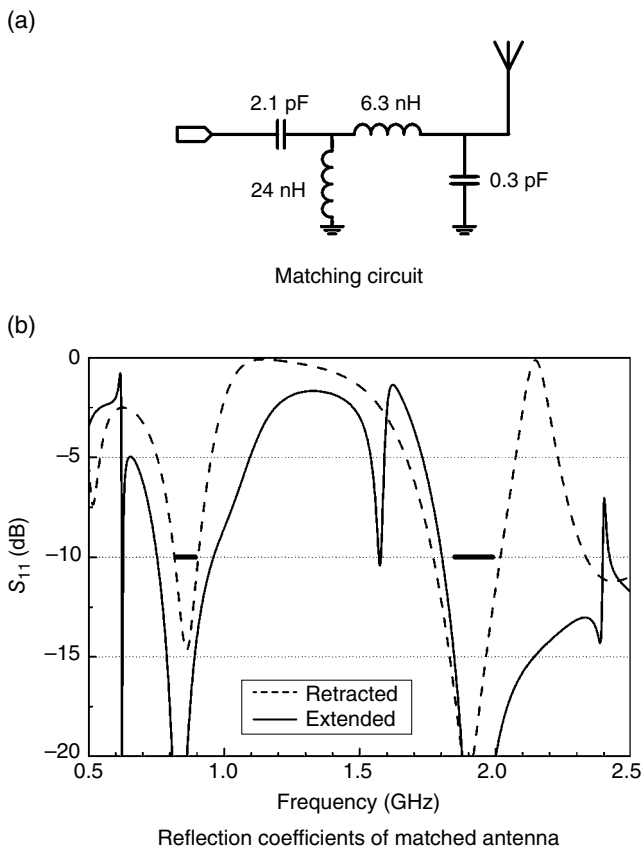 (a)
2.1 pF
6.3 nH
24 nH
0.3 pF
Matching circuit
(b)
S11 (dB)
0
−5
−10
−15
−20
Retracted
Extended
0.5 1.0 1.5 2.0 2.5
Frequency (GHz)
Reflection coefficients of matched antenna